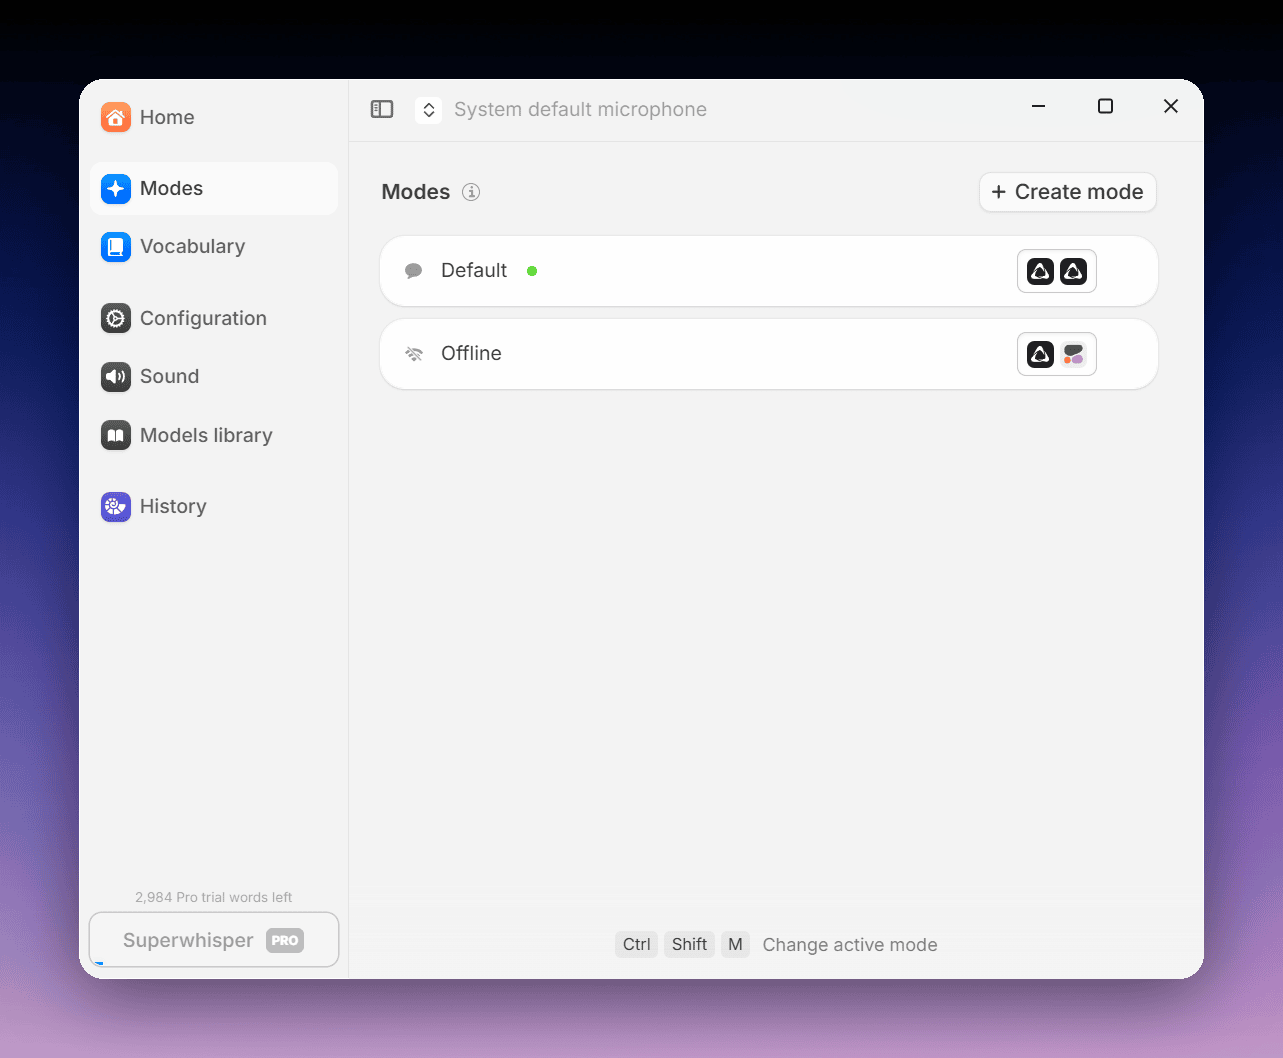 Home
Modes
Vocabulary
Configuration
Sound
Models library
History
2,984 Pro trial words left
Superwhisper PRO
System default microphone
Modes
+ Create mode
Default
Offline
Ctrl Shift M Change active mode